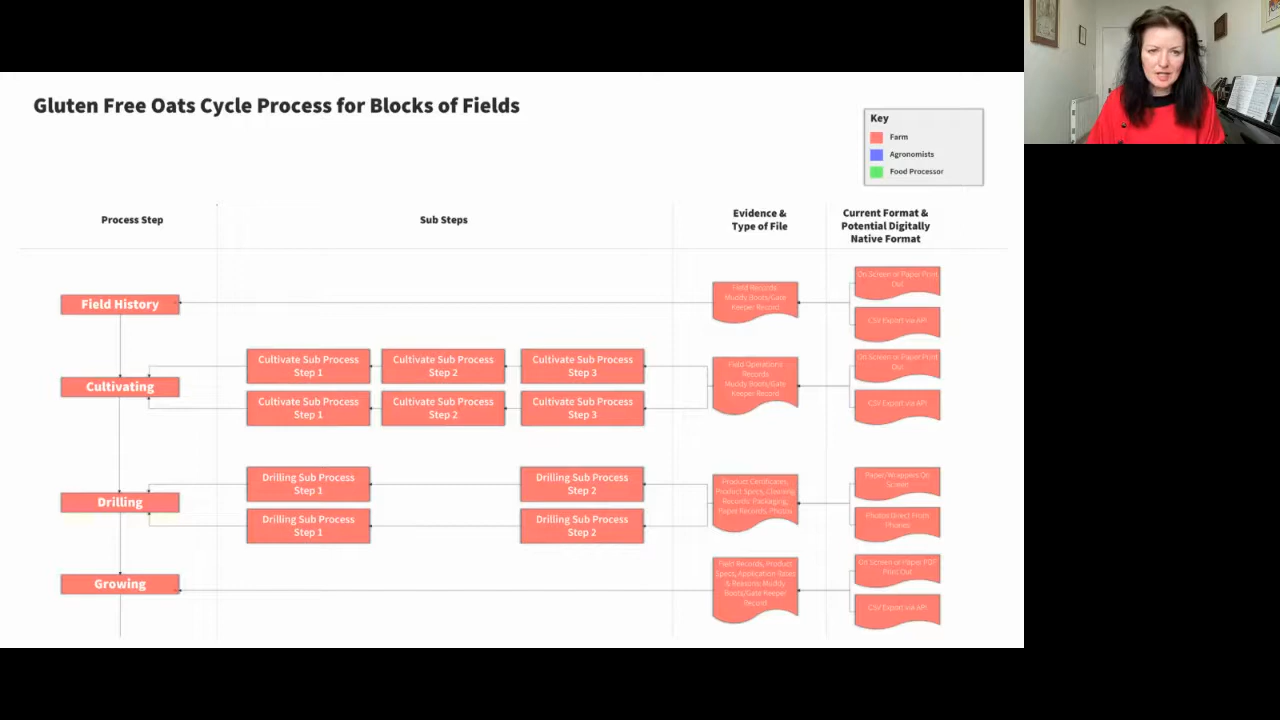 Gluten Free Oats Cycle Process for Blocks of Fields
Key
Farm
Agronomists
Food Processor
Process Step
Sub Steps
Evidence &
Type of File
Current Format &
Potential Digitally
Native Format
Field History
Field Records:
Muddy Boots/Gate
Keeper Record
On Screen or Paper Print
Out
CSV Export via API
Cultivating
Cultivate Sub Process
Step 1
Cultivate Sub Process
Step 2
Cultivate Sub Process
Step 3
Cultivate Sub Process
Step 1
Cultivate Sub Process
Step 2
Cultivate Sub Process
Step 3
Field Operations
Records
Muddy Boots/Gate
Keeper Record
On Screen or Paper Print
Out
CSV Export via API
Drilling
Drilling Sub Process
Step 1
Drilling Sub Process
Step 2
Drilling Sub Process
Step 1
Drilling Sub Process
Step 2
Product Certificates,
Product Specs, Cleaning
Records: Packaging,
Paper Records, Photos
Paper/Wrappers On
Screen
Photos Direct From
Phones
Growing
Field Records, Product
Specs, Application Rates
& Reasons: Muddy
Boots/Gate Keeper
Record
On Screen or Paper PDF
Print Out
CSV Export via API